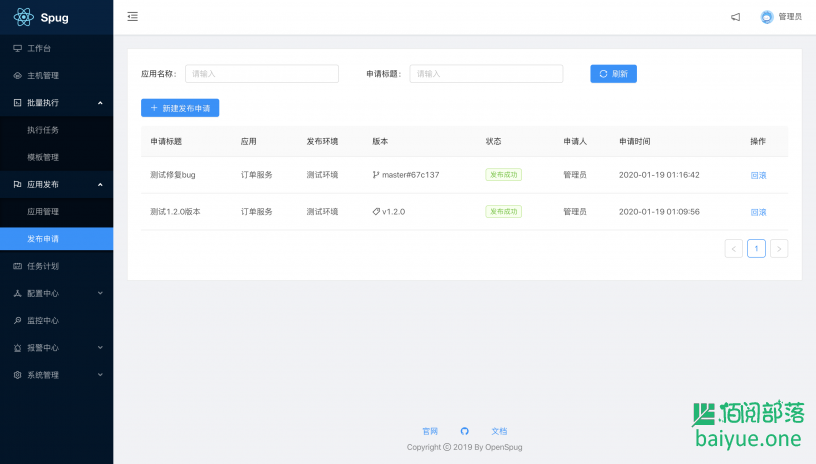 Spug
管理员
工作台
主机管理
批量执行
执行任务
模板管理
应用发布
应用管理
发布申请
任务计划
配置中心
监控中心
报警中心
系统管理
应用名称: 请输入 申请标题: 请输入 刷新
新建发布申请
申请标题 应用 发布环境 版本 状态 申请人 申请时间 操作
测试修复bug 订单服务 测试环境 master#67c137 发布成功 管理员 2020-01-19 01:16:42 回滚
测试1.2.0版本 订单服务 测试环境 v1.2.0 发布成功 管理员 2020-01-19 01:09:56 回滚
< 1 >
官网 文档
Copyright © 2019 By OpenSpug
佰阅部落
baiyue.one